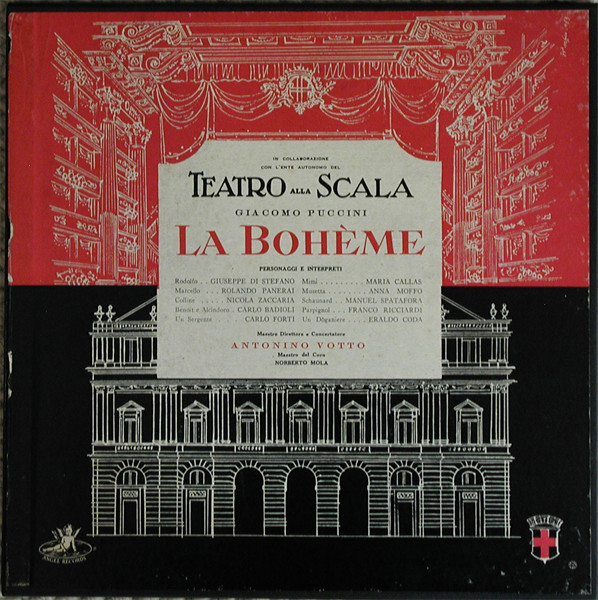 IN COLLABORAZIONE
CON L'ENTE AUTONOMO DEL
TEATRO ALLA SCALA
GIACOMO PUCCINI
LA BOHÈME
PERSONAGGI E INTERPRETI
Rodolfo . . GIUSEPPE DI STEFANO Mimì . . . . . . . . . MARIA CALLAS
Marcello . . . ROLANDO PANERAI Musetta . . . . . . . ANNA MOFFO
Colline . . . . . NICOLA ZACCARIA Schaunard . . MANUEL SPATAFORA
Benoit e Alcindoro . CARLO BADIOLI Parpignol . . FRANCO RICCIARDI
Un Sergente . . . . CARLO FORTI Un Doganiere . . . ERALDO CODA
Maestro Direttore e Concertatore
ANTONINO VOTTO
Maestro del Coro
NORBERTO MOLA
ANGEL RECORDS